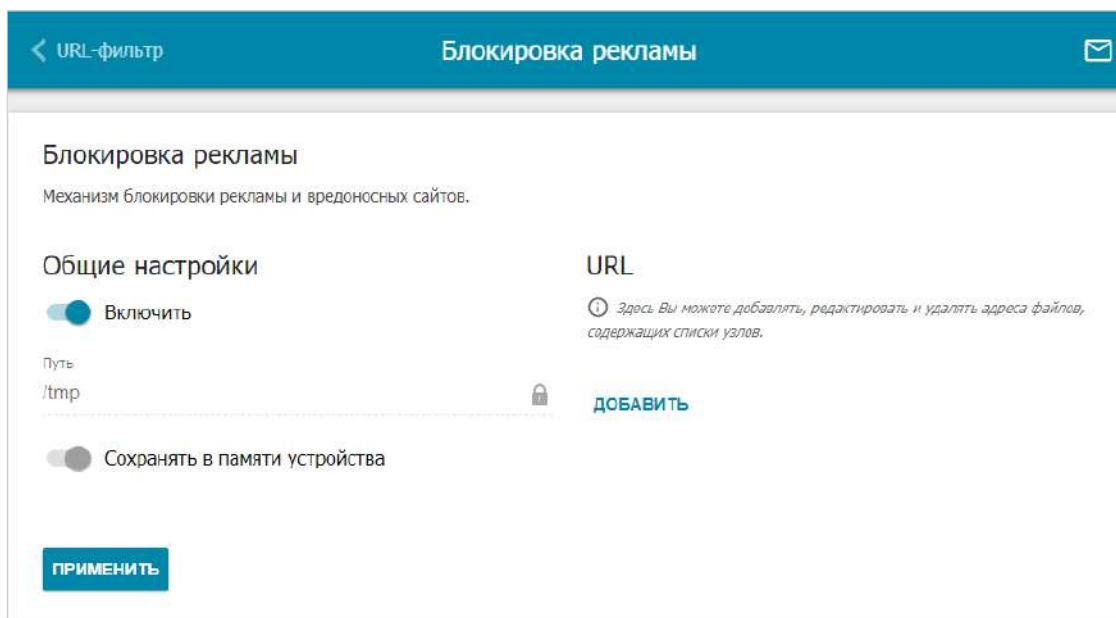 URL-фильтр
Блокировка рекламы
Блокировка рекламы
Механизм блокировки рекламы и вредоносных сайтов.
Общие настройки
Включить
Путь
/tmp
Сохранять в памяти устройства
ПРИМЕНИТЬ
URL
Здесь Вы можете добавлять, редактировать и удалять адреса файлов,
содержащих списки узлов.
ДОБАВИТЬ